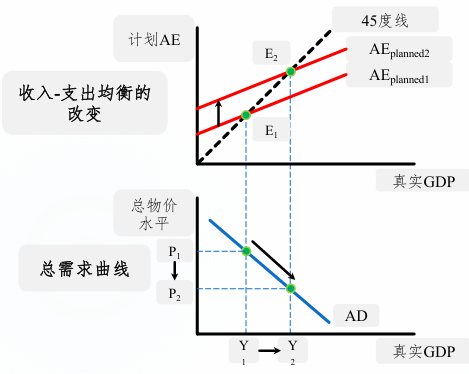 45度线
计划AE
E2
AEplanned2
AEplanned1
收入-支出均衡的
改变
E1
真实GDP
总物价
水平
P1
总需求曲线
P2
AD
Y1
Y2
真实GDP